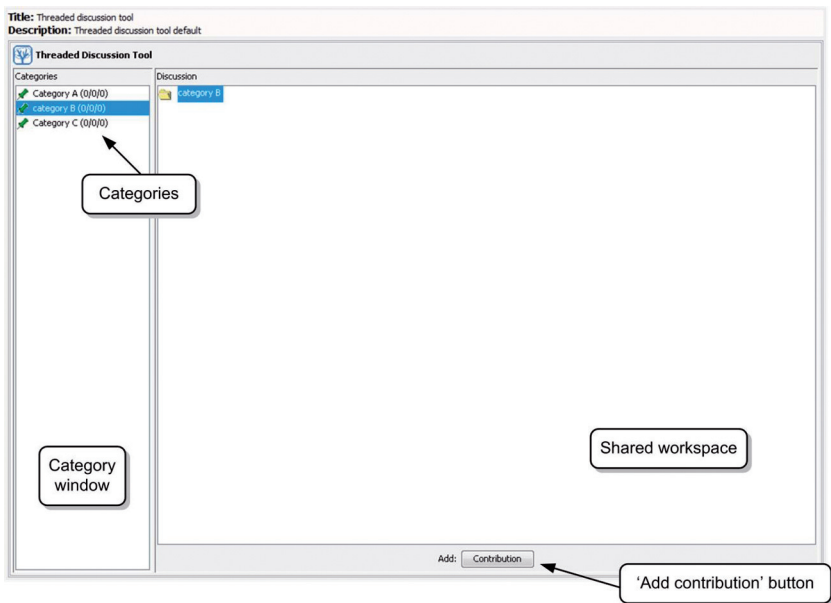 Title: Threaded discussion tool
Description: Threaded discussion tool default
Threaded Discussion Tool
Categories
Discussion
Category A (0/0/0)
category B (0/0/0)
Category C (0/0/0)
category B
Categories
Category
window
Shared workspace
Add: Contribution
'Add contribution' button